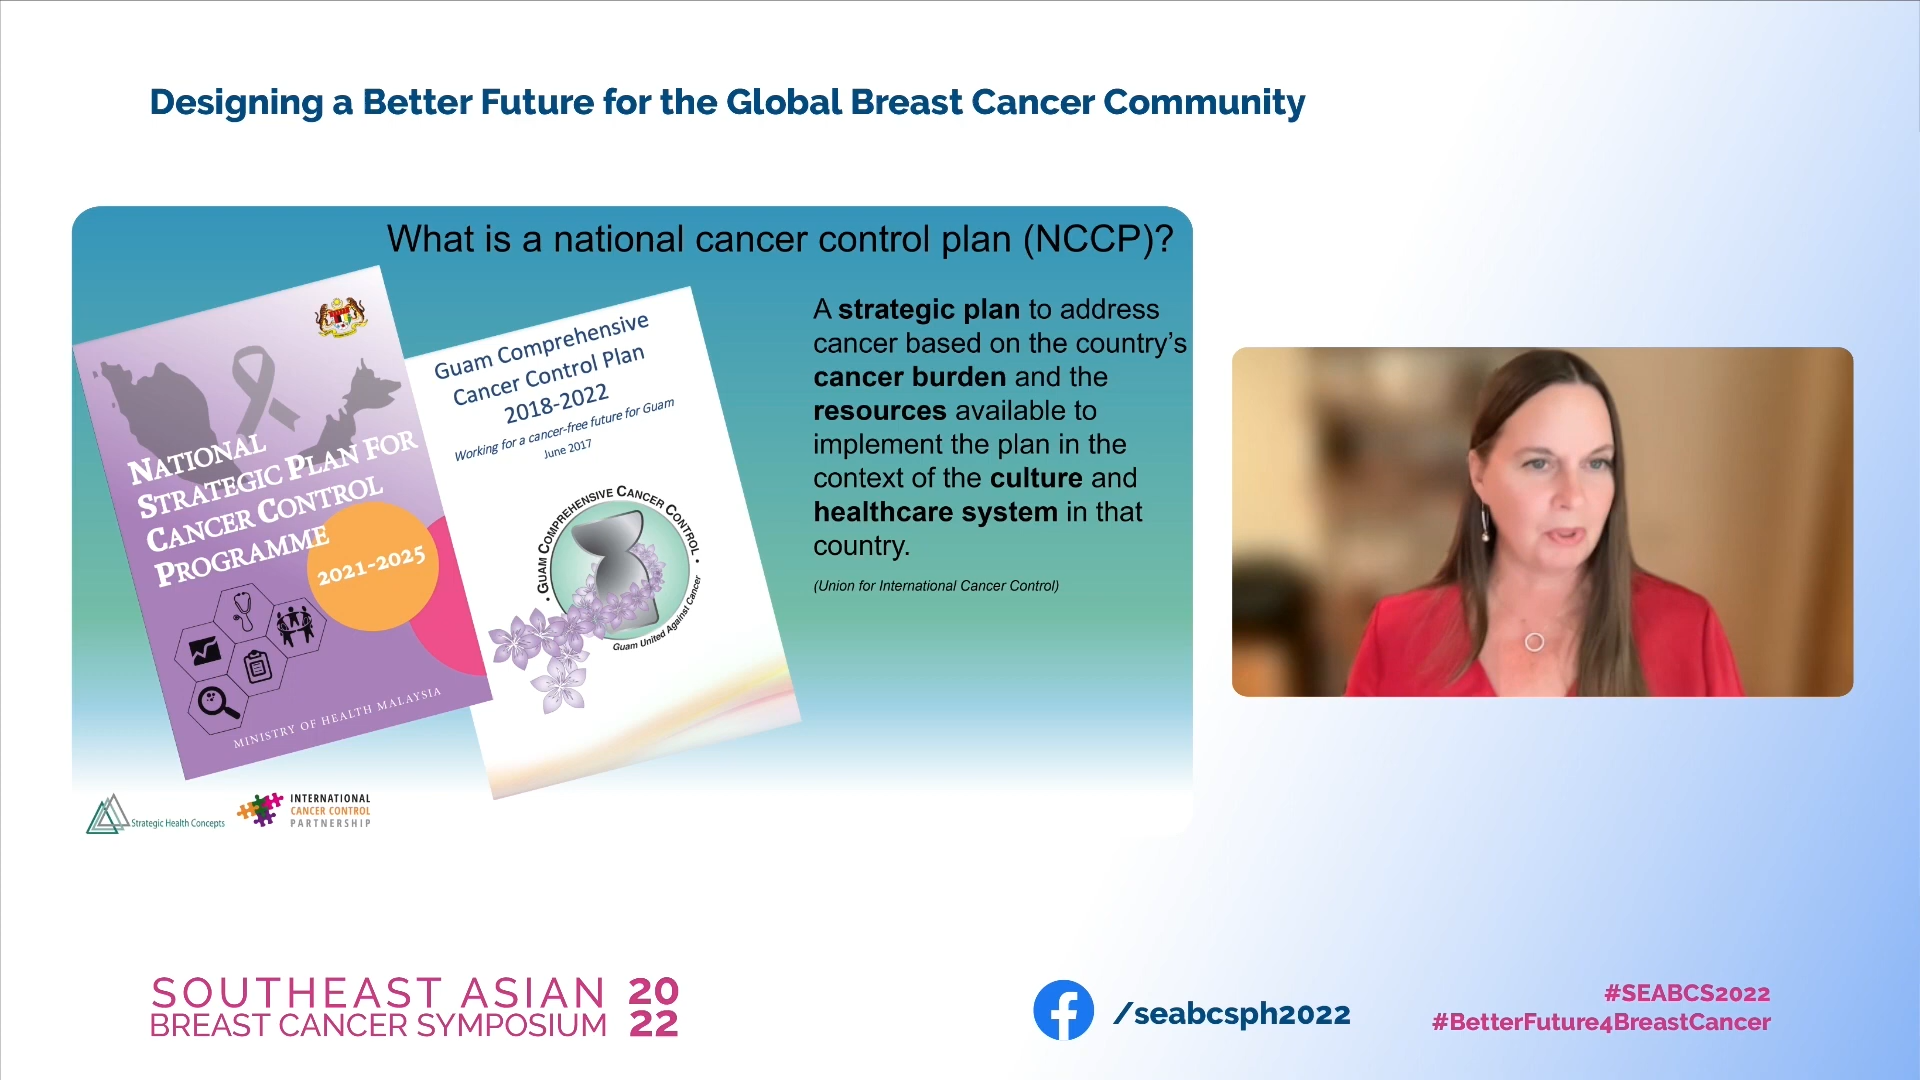 Designing a Better Future for the Global Breast Cancer Community
What is a national cancer control plan (NCCP)?
NATIONAL
STRATEGIC PLAN FOR
CANCER CONTROL
PROGRAMME
2021-2025
MINISTRY OF HEALTH MALAYSIA
Guam Comprehensive
Cancer Control Plan
2018-2022
Working for a cancer-free future for Guam
June 2017
• GUAM COMPREHENSIVE CANCER CONTROL •
Guam United Against Cancer
A strategic plan to address
cancer based on the country’s
cancer burden and the
resources available to
implement the plan in the
context of the culture and
healthcare system in that
country.
(Union for International Cancer Control)
Strategic Health Concepts
INTERNATIONAL
CANCER CONTROL
PARTNERSHIP
SOUTHEAST ASIAN 20
BREAST CANCER SYMPOSIUM 22
/seabcsph2022
#SEABCS2022
#BetterFuture4BreastCancer